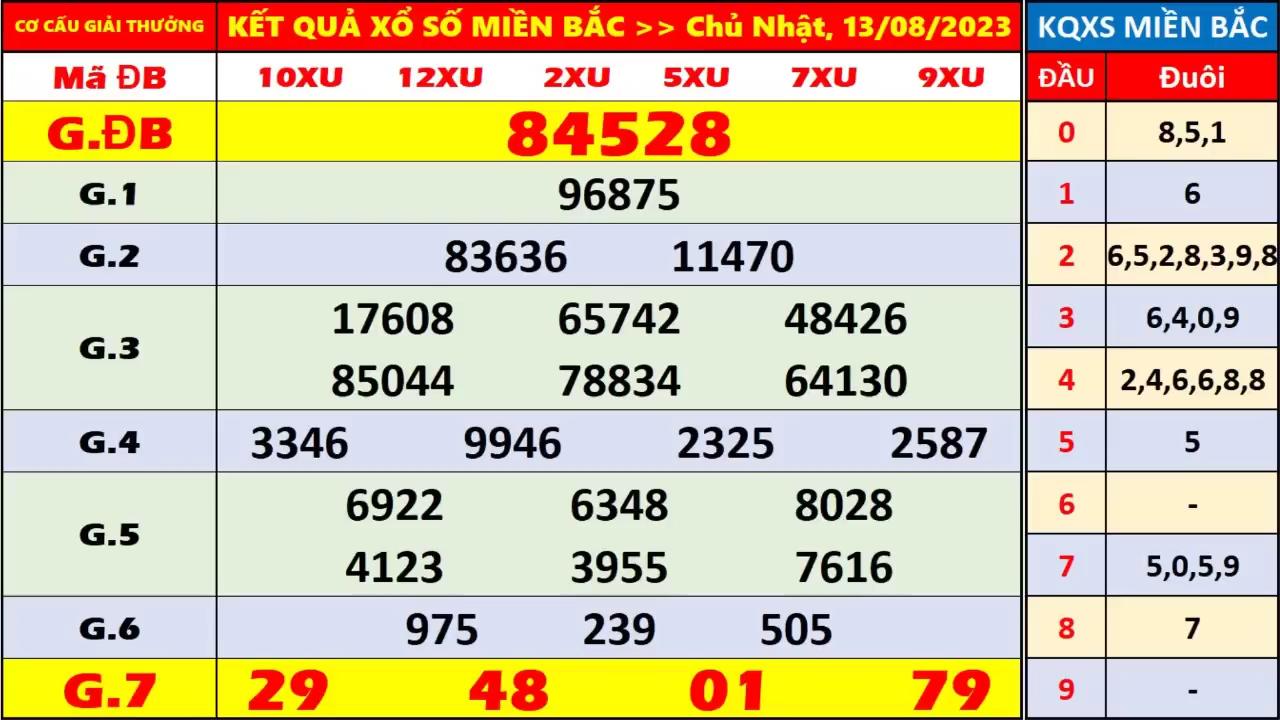 CƠ CẤU GIẢI THƯỞNG KẾT QUẢ XỔ SỐ MIỀN BẮC >> Chủ Nhật, 13/08/2023 KQXS MIỀN BẮC
Mã ĐB 10XU 12XU 2XU 5XU 7XU 9XU ĐẦU Đuôi
G.ĐB 84528 0 8,5,1
G.1 96875 1 6
G.2 83636 11470 2 6,5,2,8,3,9,8
G.3 17608 65742 48426 3 6,4,0,9
85044 78834 64130 4 2,4,6,6,8,8
G.4 3346 9946 2325 2587 5 5
G.5 6922 6348 8028 6 -
4123 3955 7616 7 5,0,5,9
G.6 975 239 505 8 7
G.7 29 48 01 79 9 -